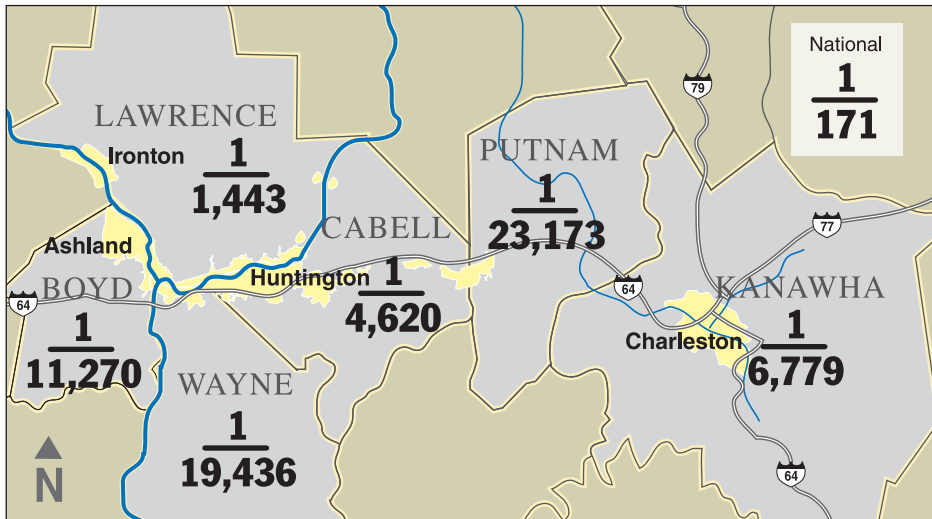 National
1
171
79
LAWRENCE
1
1,443
Ironton
PUTNAM
1
23,173
CABELL
1
4,620
77
Ashland
Huntington
BOYD
1
11,270
64
64
KANAWHA
1
6,779
Charleston
WAYNE
1
19,436
N
64